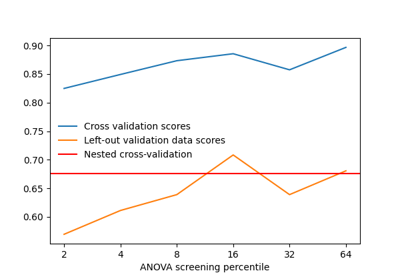 0.90
0.85
0.80
0.75
0.70
0.65
0.60
Cross validation scores
Left-out validation data scores
Nested cross-validation
2 4 8 16 32 64
ANOVA screening percentile